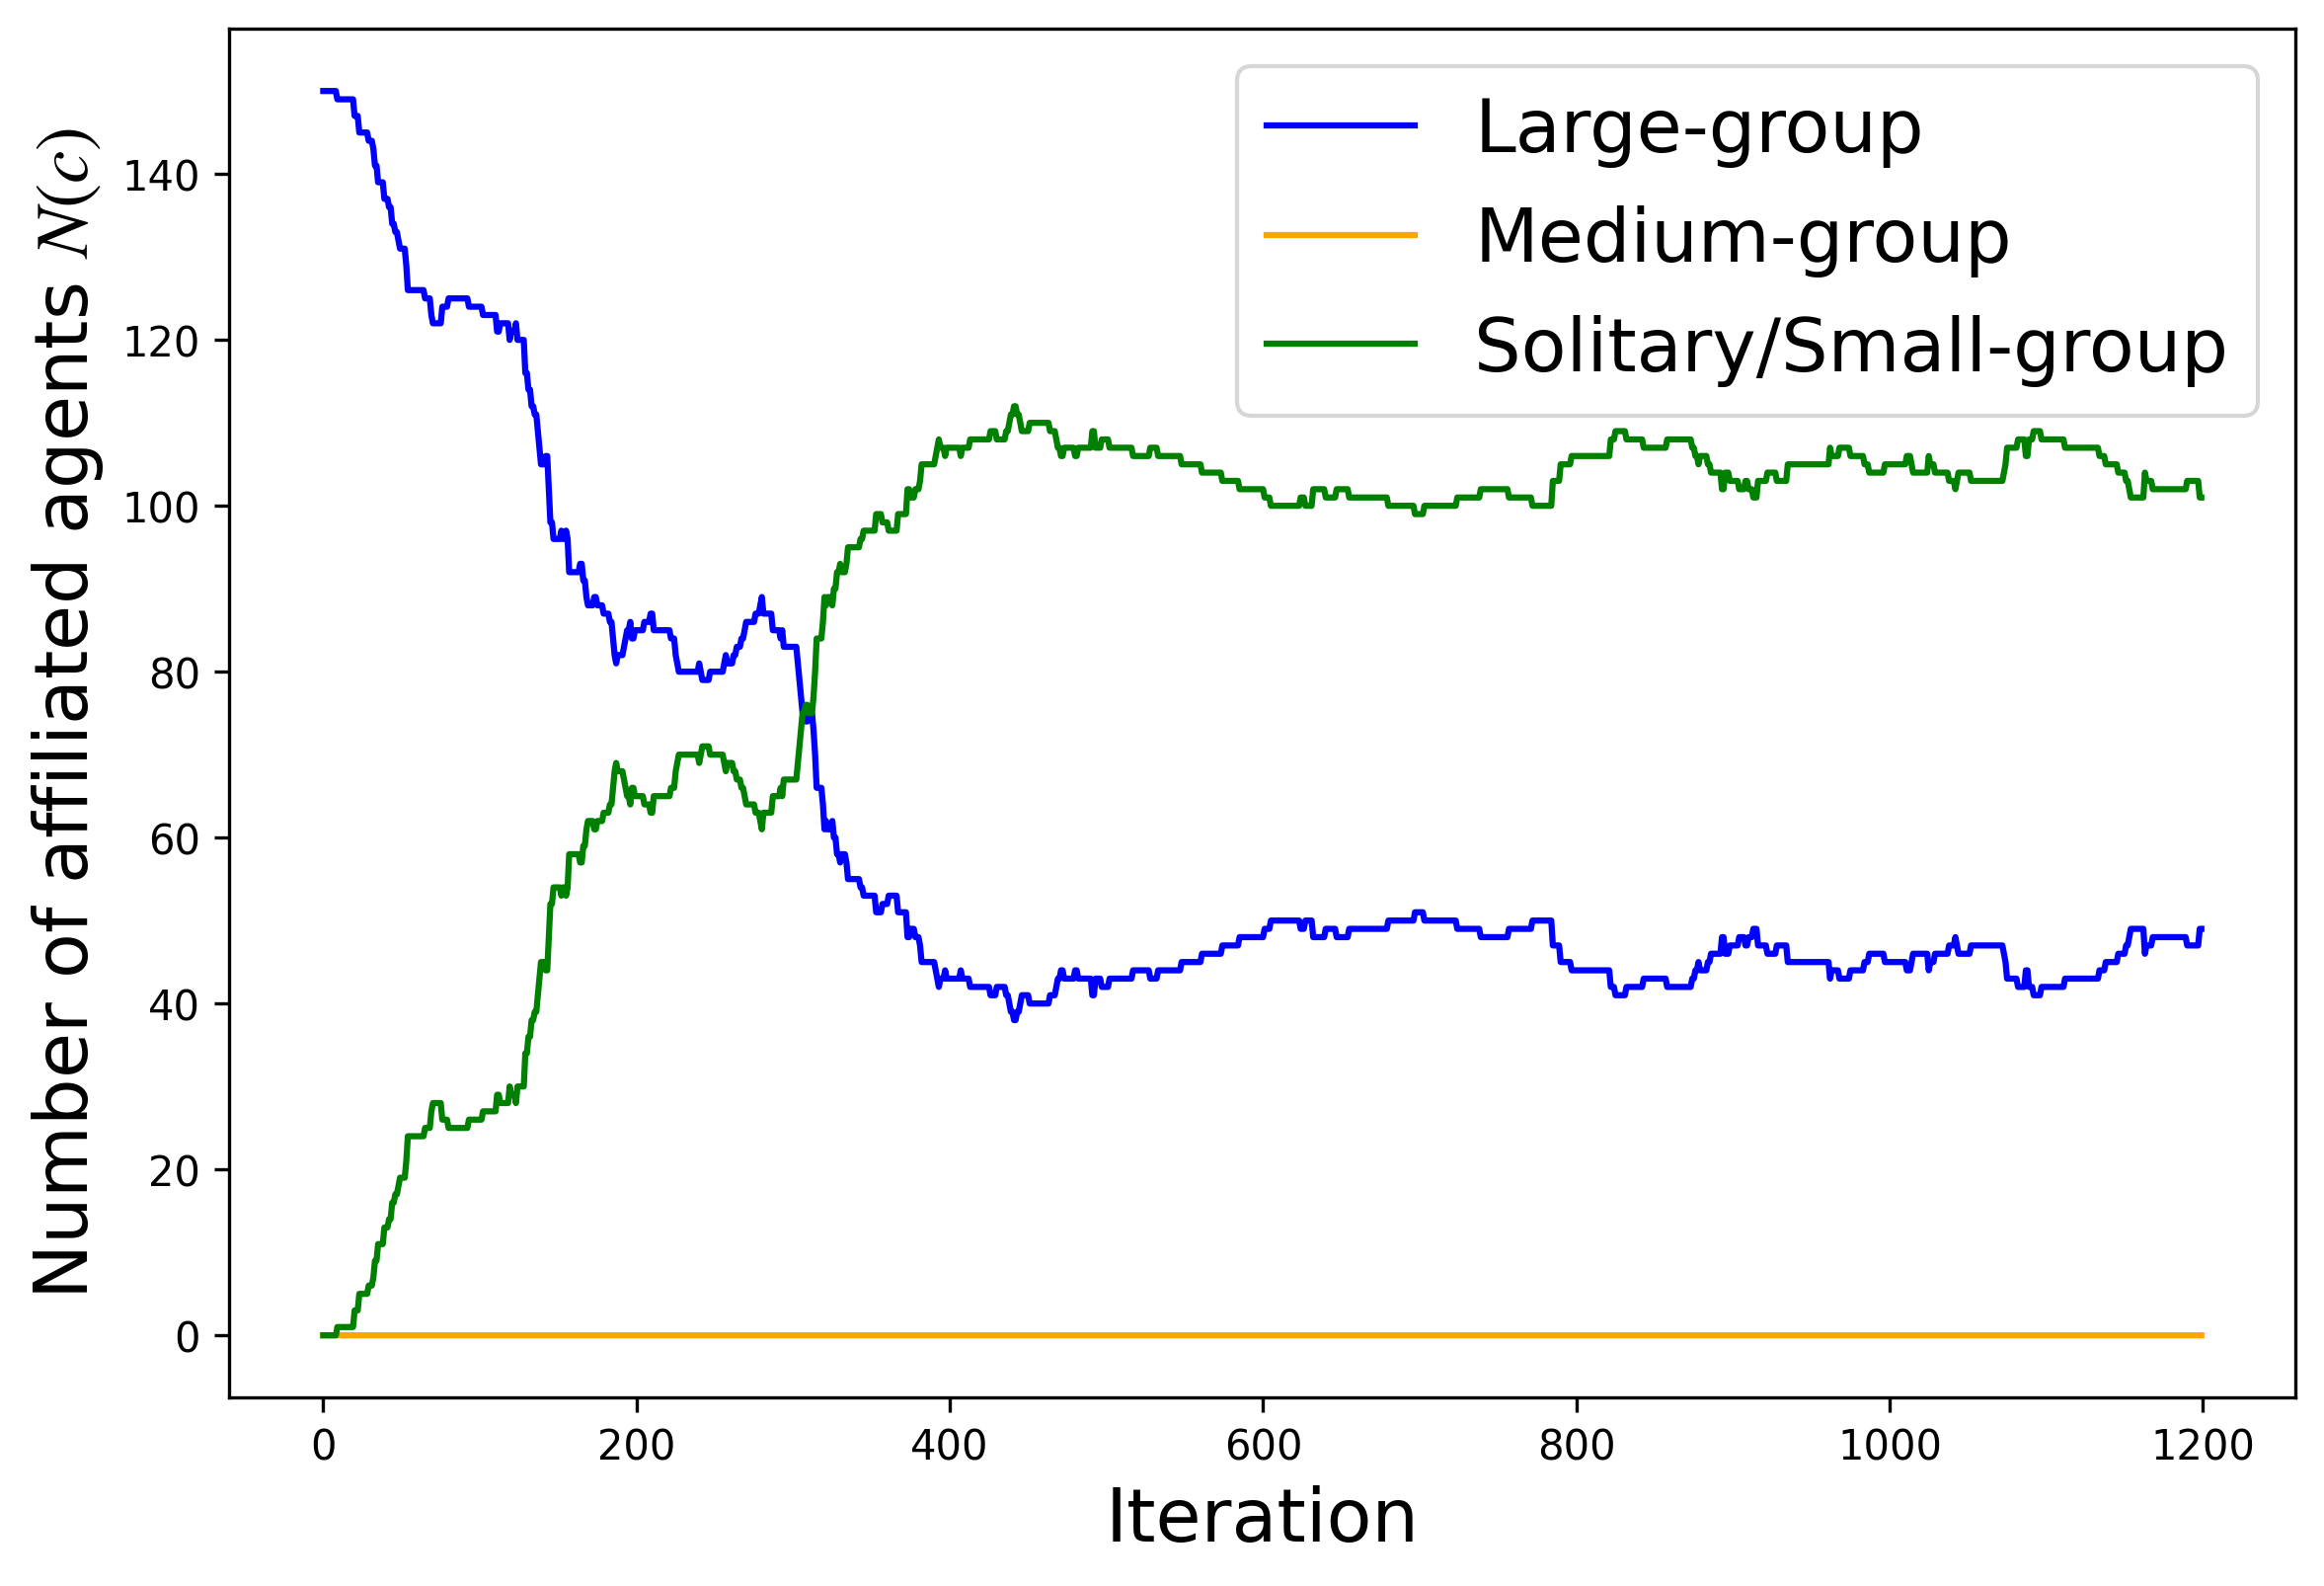 Number of affiliated agents N(c)
140
120
100
80
60
40
20
0
Large-group
Medium-group
Solitary/Small-group
0 200 400 600 800 1000 1200
Iteration